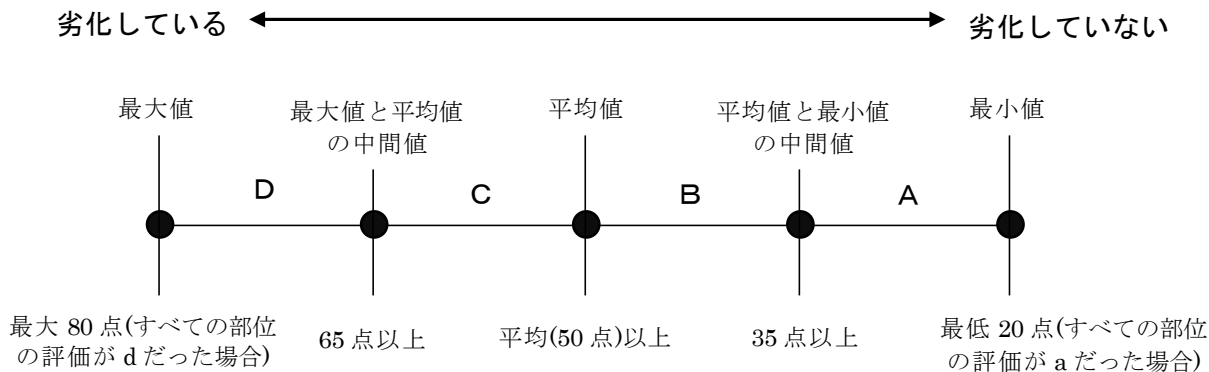 劣化している
劣化していない
最大値
最大値と平均値
の中間値
平均値
平均値と最小値
の中間値
最小値
D
C
B
A
最大 80 点(すべての部位
の評価が d だった場合)
65 点以上
平均(50 点)以上
35 点以上
最低 20 点(すべての部位
の評価が a だった場合)